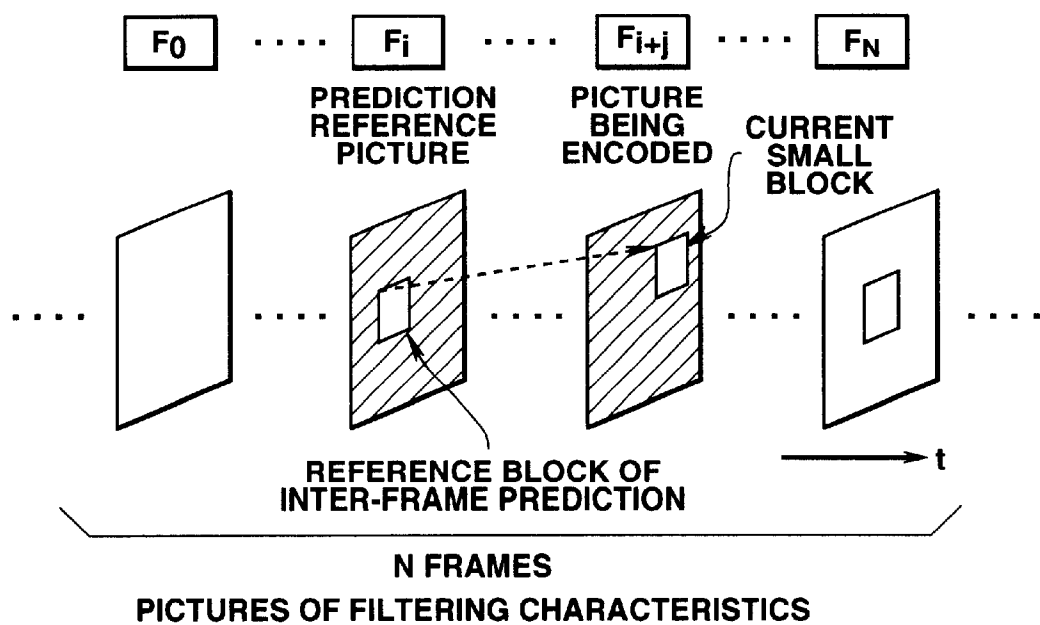 F0 .... Fi .... Fi+j .... FN
PREDICTION
REFERENCE
PICTURE
PICTURE
BEING
ENCODED
CURRENT
SMALL
BLOCK
t
REFERENCE BLOCK OF
INTER-FRAME PREDICTION
N FRAMES
PICTURES OF FILTERING CHARACTERISTICS